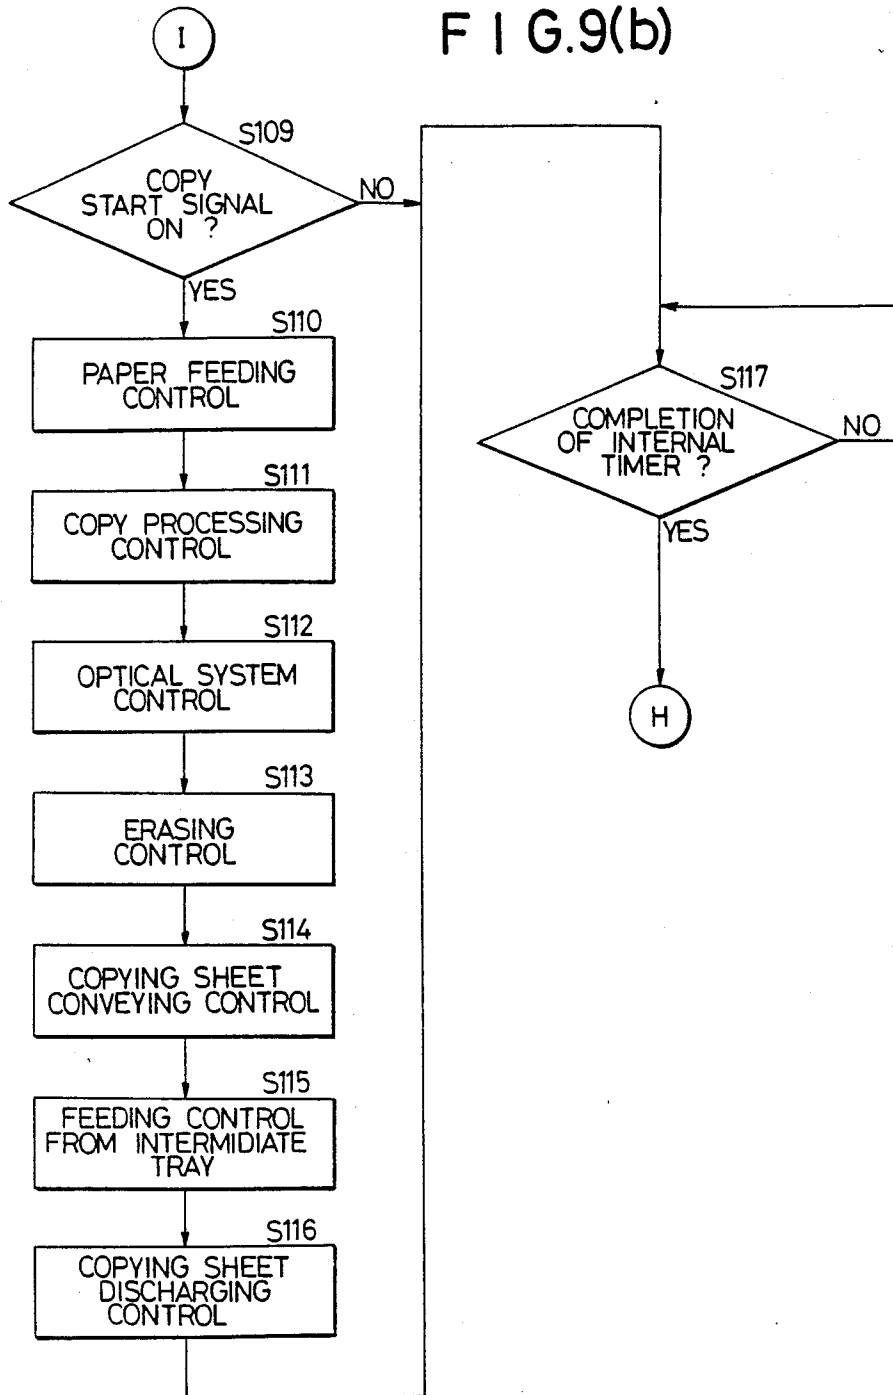 F I G.9(b)
I
S109
COPY
START SIGNAL
ON ?
NO
YES
S110
PAPER FEEDING
CONTROL
S111
COPY PROCESSING
CONTROL
S112
OPTICAL SYSTEM
CONTROL
S113
ERASING
CONTROL
S114
COPYING SHEET
CONVEYING CONTROL
S115
FEEDING CONTROL
FROM INTERMIDIATE
TRAY
S116
COPYING SHEET
DISCHARGING
CONTROL
S117
COMPLETION
OF INTERNAL
TIMER ?
NO
YES
H